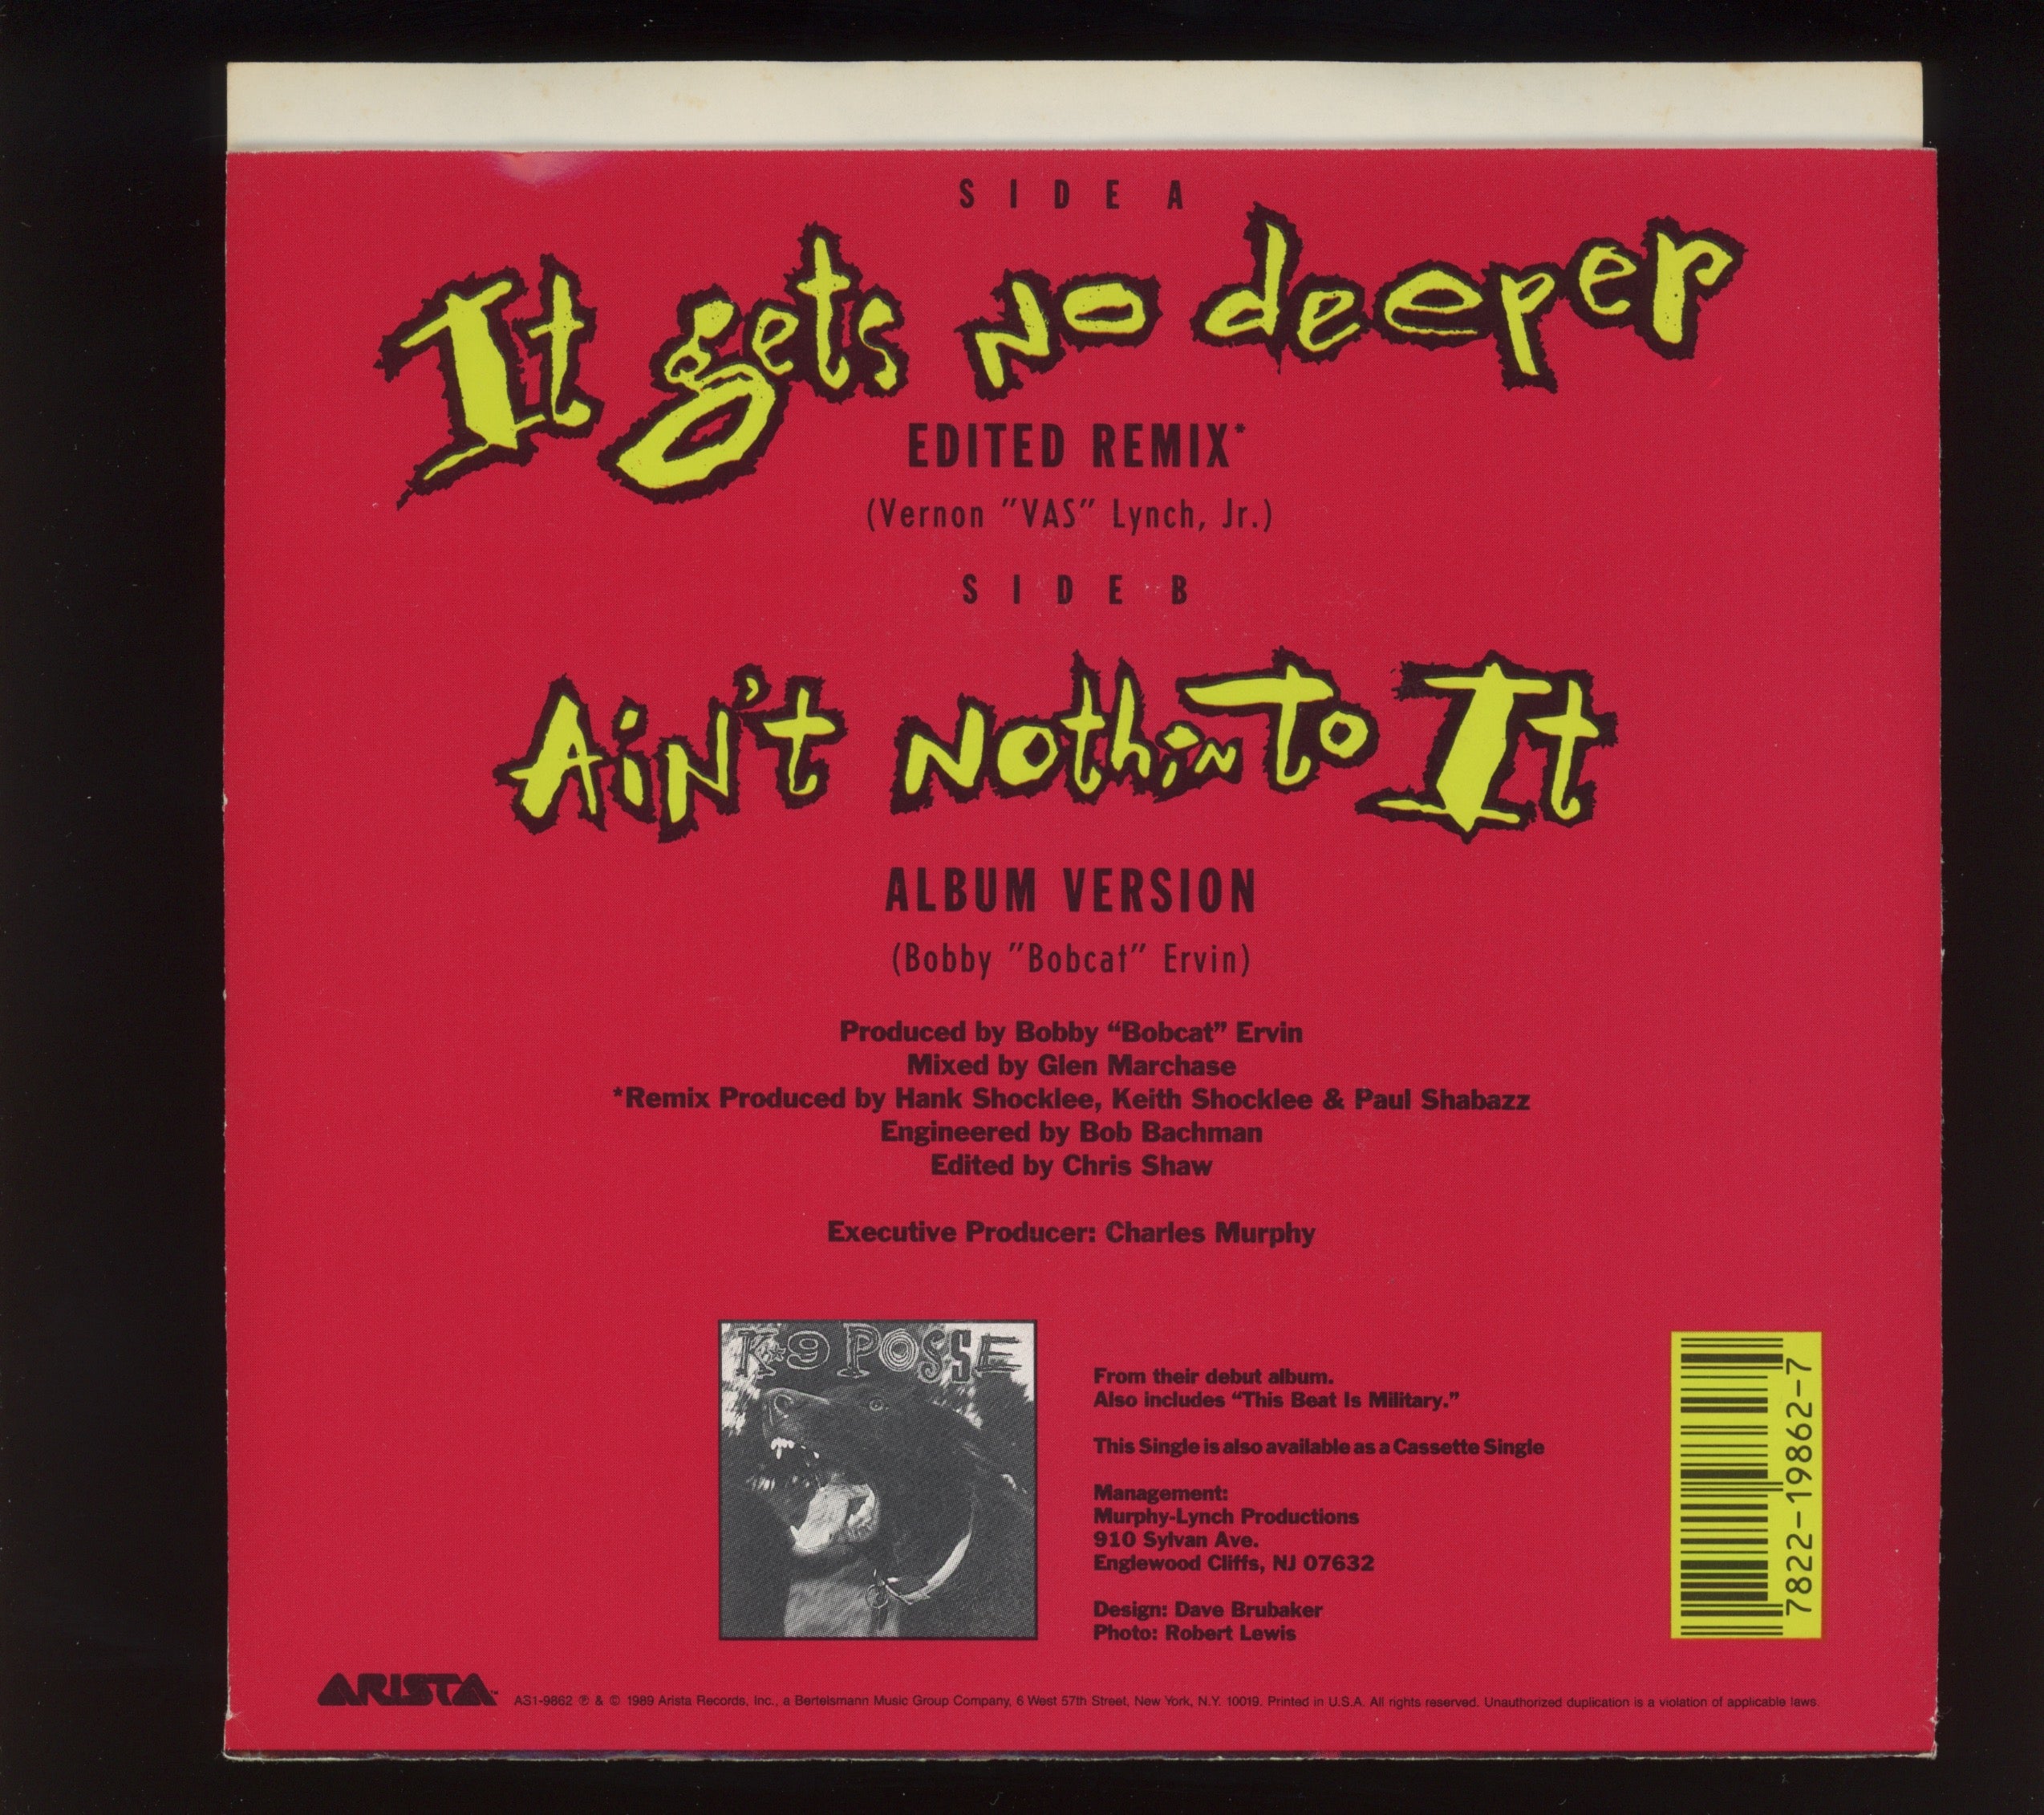 SIDE A
It gets No deeper
EDITED REMIX*
(Vernon "VAS" Lynch, Jr.)
SIDE B
AiN't Nothin To It
ALBUM VERSION
(Bobby "Bobcat" Ervin)
Produced by Bobby “Bobcat” Ervin
Mixed by Glen Marchase
*Remix Produced by Hank Shocklee, Keith Shocklee & Paul Shabazz
Engineered by Bob Bachman
Edited by Chris Shaw
Executive Producer: Charles Murphy
K-9 POSSE
From their debut album.
Also includes “This Beat Is Military.”
This Single is also available as a Cassette Single
Management:
Murphy-Lynch Productions
910 Sylvan Ave.
Englewood Cliffs, NJ 07632
Design: Dave Brubaker
Photo: Robert Lewis
7822-19862-7
ARISTA™ AS1-9862 ℗ & © 1989 Arista Records, Inc., a Bertelsmann Music Group Company, 6 West 57th Street, New York, N.Y. 10019. Printed in U.S.A. All rights reserved. Unauthorized duplication is a violation of applicable laws.